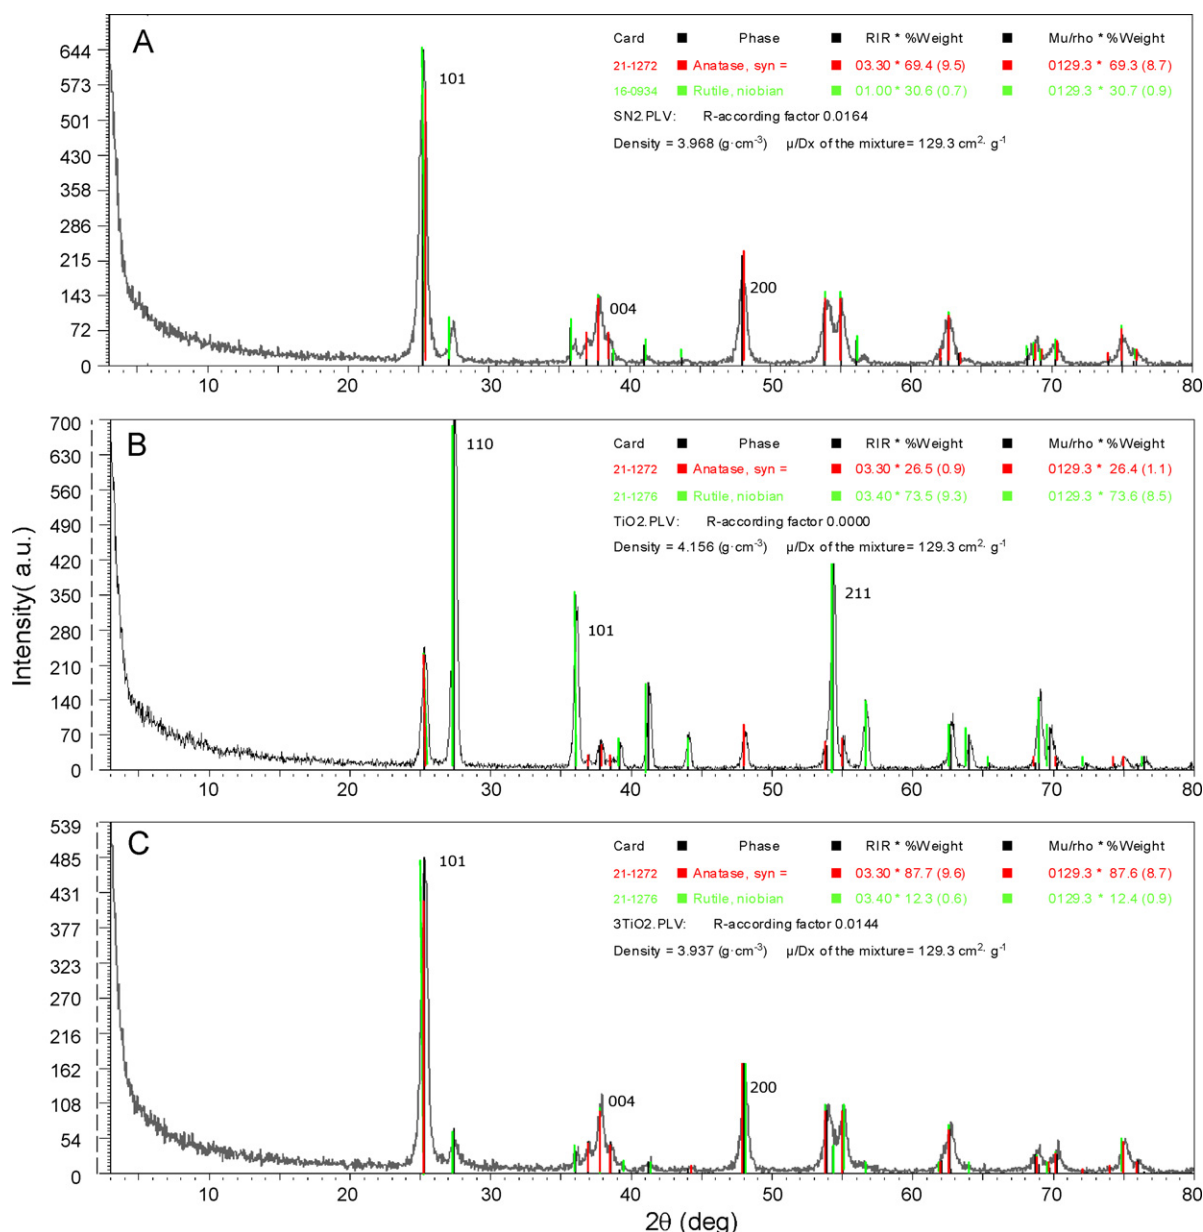 A
644
573
501
430
358
286
215
143
72
0
101
004
200
Card Phase RIR * %Weight Mu/rho * %Weight
21-1272 Anatase, syn = 03.30 * 69.4 (9.5) 0129.3 * 69.3 (8.7)
16-0934 Rutile, niobian 01.00 * 30.6 (0.7) 0129.3 * 30.7 (0.9)
SN2.PLV: R-according factor 0.0164
Density = 3.968 (g·cm-3) µ/Dx of the mixture= 129.3 cm2· g-1
10 20 30 40 50 60 70 80
B
700
630
560
490
420
350
280
210
140
70
0
110
101
211
Card Phase RIR * %Weight Mu/rho * %Weight
21-1272 Anatase, syn = 03.30 * 26.5 (0.9) 0129.3 * 26.4 (1.1)
21-1276 Rutile, niobian 03.40 * 73.5 (9.3) 0129.3 * 73.6 (8.5)
TiO2.PLV: R-according factor 0.0000
Density = 4.156 (g·cm-3) µ/Dx of the mixture= 129.3 cm2· g-1
10 20 30 40 50 60 70 80
Intensity( a.u.)
C
539
485
431
377
323
270
216
162
108
54
0
101
004
200
Card Phase RIR * %Weight Mu/rho * %Weight
21-1272 Anatase, syn = 03.30 * 87.7 (9.6) 0129.3 * 87.6 (8.7)
21-1276 Rutile, niobian 03.40 * 12.3 (0.6) 0129.3 * 12.4 (0.9)
3TiO2.PLV: R-according factor 0.0144
Density = 3.937 (g·cm-3) µ/Dx of the mixture= 129.3 cm2· g-1
10 20 30 40 50 60 70 80
2θ (deg)